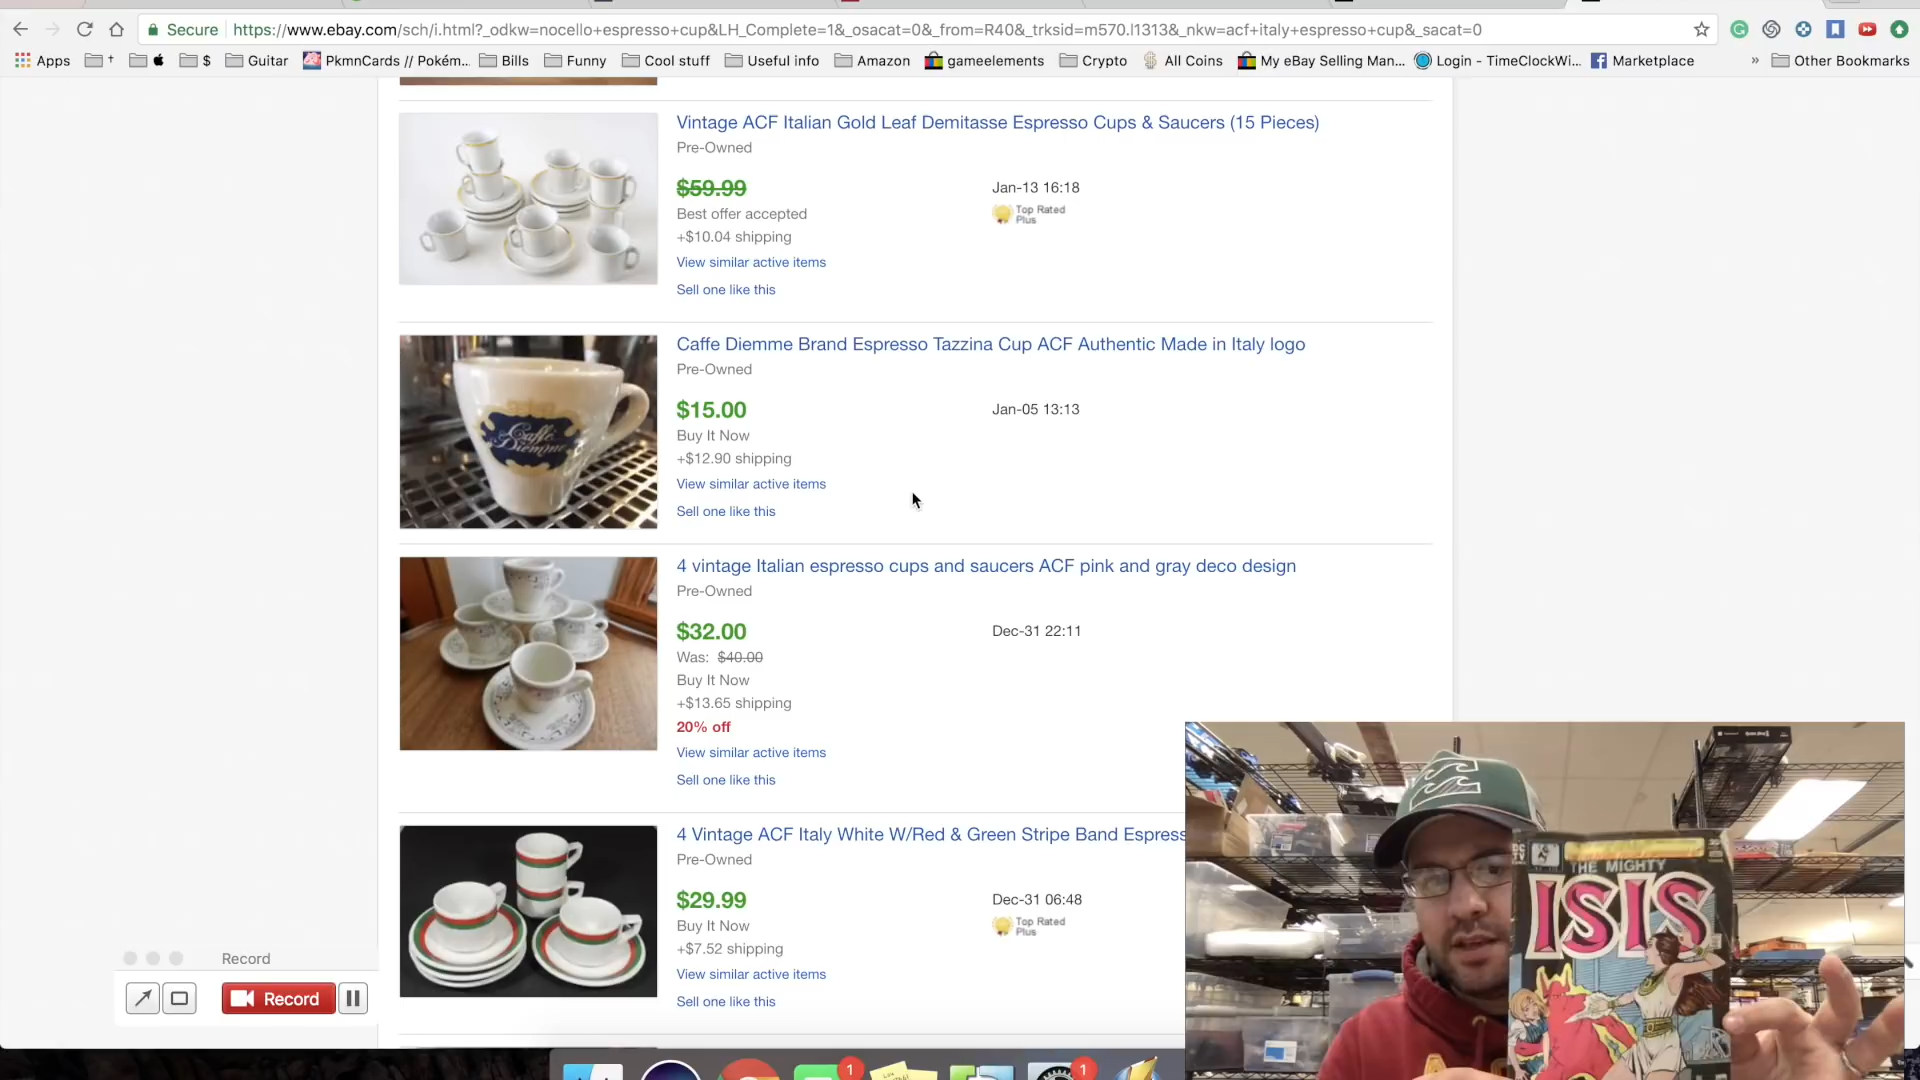 Secure https://www.ebay.com/sch/i.html?_odkw=nocello+espresso+cup&LH_Complete=1&_osacat=0&_from=R40&_trksid=m570.l1313&_nkw=acf+italy+espresso+cup&_sacat=0
Apps † $ Guitar PkmnCards // Pokém... Bills Funny Cool stuff Useful info Amazon gameelements Crypto All Coins My eBay Selling Man... Login - TimeClockWi... Marketplace » Other Bookmarks
Vintage ACF Italian Gold Leaf Demitasse Espresso Cups & Saucers (15 Pieces)
Pre-Owned
$59.99 Jan-13 16:18
Top Rated
Plus
Best offer accepted
+$10.04 shipping
View similar active items
Sell one like this
Caffe Diemme Brand Espresso Tazzina Cup ACF Authentic Made in Italy logo
Pre-Owned
$15.00 Jan-05 13:13
Buy It Now
+$12.90 shipping
View similar active items
Sell one like this
Caffè
Diemme
4 vintage Italian espresso cups and saucers ACF pink and gray deco design
Pre-Owned
$32.00 Dec-31 22:11
Was: $40.00
Buy It Now
+$13.65 shipping
20% off
View similar active items
Sell one like this
4 Vintage ACF Italy White W/Red & Green Stripe Band Espress
Pre-Owned
$29.99 Dec-31 06:48
Top Rated
Plus
Buy It Now
+$7.52 shipping
View similar active items
Sell one like this
Record
Record
1
1
DC
TV
THE MIGHTY
ISIS